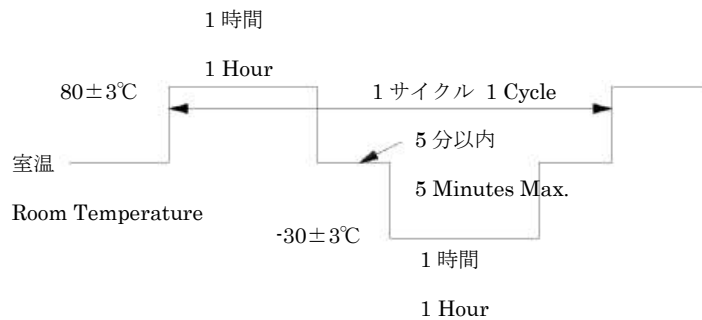 1 時間
1 Hour
80±3℃
1 サイクル 1 Cycle
5 分以内
室温
5 Minutes Max.
Room Temperature
-30±3℃
1 時間
1 Hour